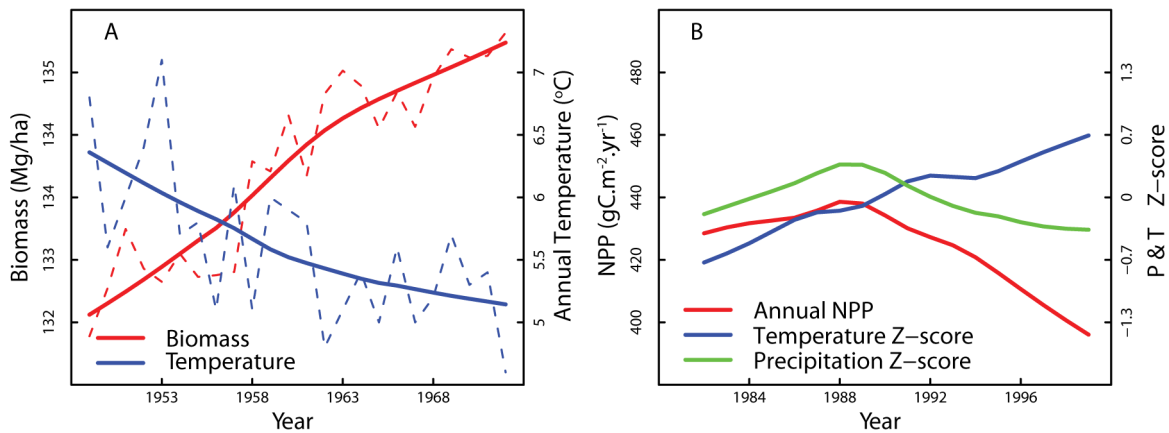 A
Biomass (Mg/ha)
135
134
134
133
133
132
7
6.5
6
5.5
5
Annual Temperature (°C)
Biomass
Temperature
1953
1958
1963
1968
Year
B
NPP (gC.m⁻².yr⁻¹)
480
460
440
420
400
1.3
0.7
0
−0.7
−1.3
P & T Z−score
Annual NPP
Temperature Z−score
Precipitation Z−score
1984
1988
1992
1996
Year